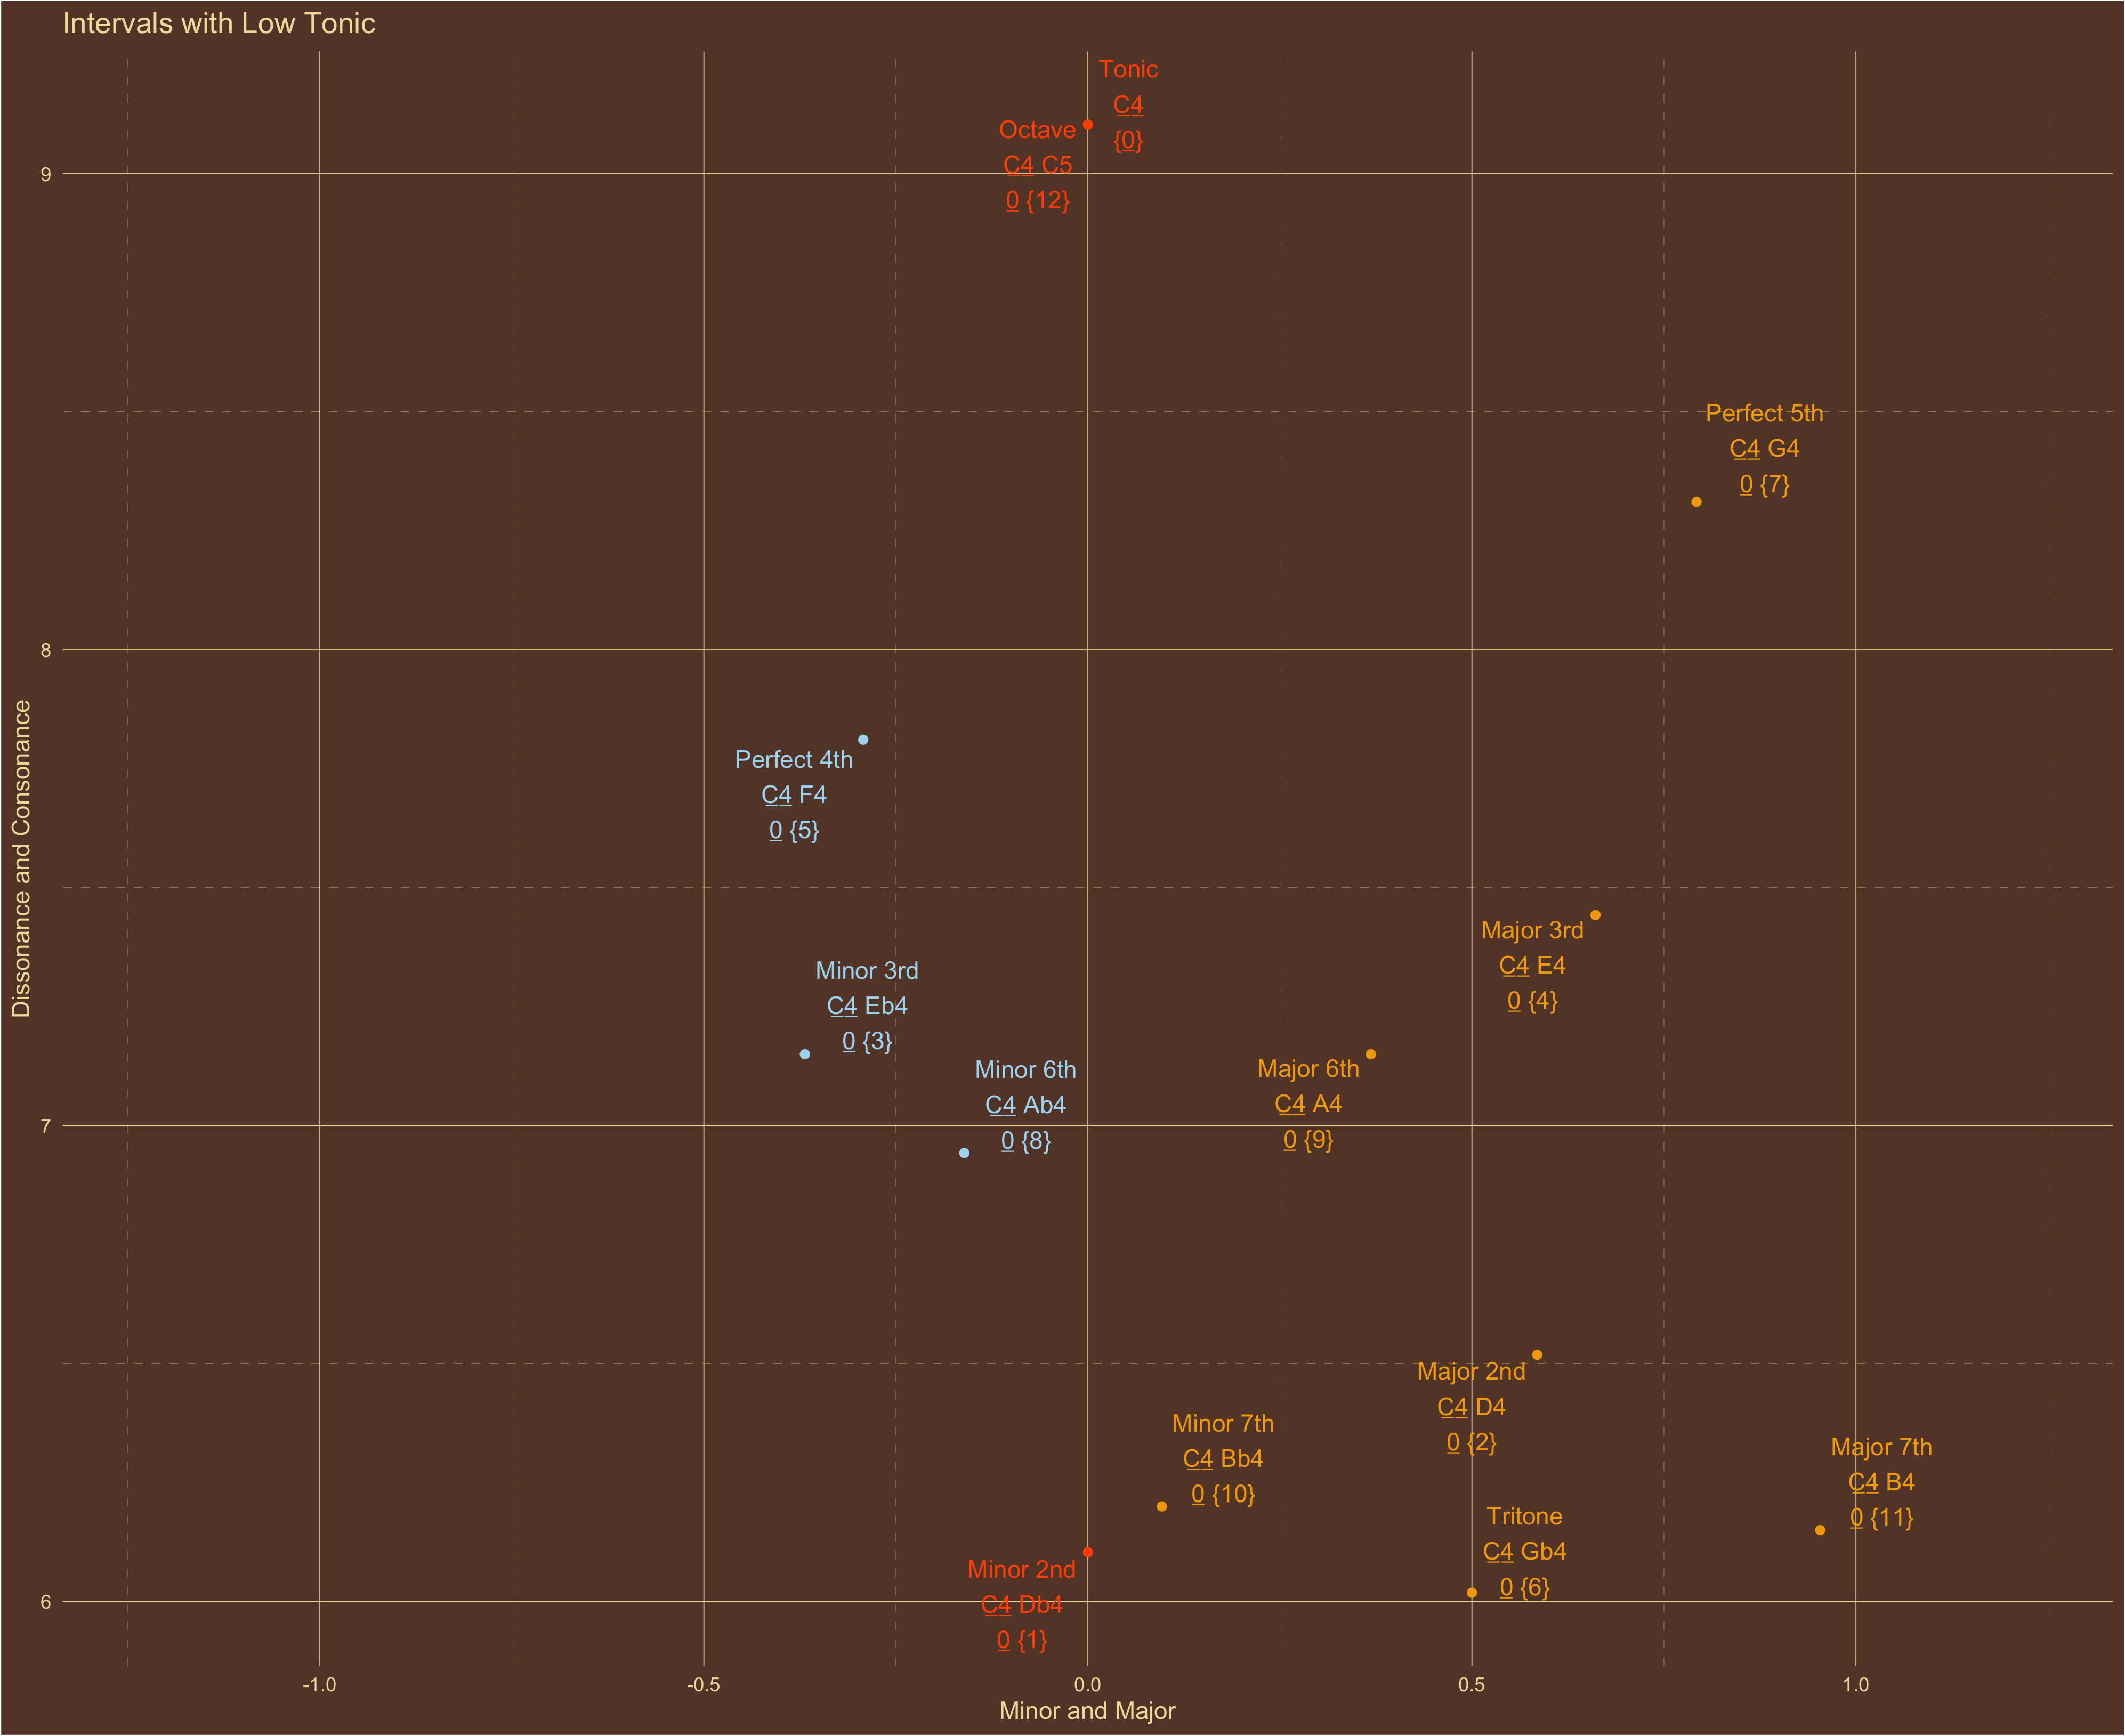 Intervals with Low Tonic
Tonic
C4
{0}
Octave
C4 C5
0 {12}
9
Perfect 5th
C4 G4
0 {7}
8
Perfect 4th
C4 F4
0 {5}
Major 3rd
C4 E4
0 {4}
Minor 3rd
C4 Eb4
0 {3}
Minor 6th
C4 Ab4
0 {8}
Major 6th
C4 A4
0 {9}
7
Major 2nd
C4 D4
0 {2}
Minor 7th
C4 Bb4
0 {10}
Major 7th
C4 B4
0 {11}
Tritone
C4 Gb4
0 {6}
Minor 2nd
C4 Db4
0 {1}
6
Dissonance and Consonance
-1.0 -0.5 0.0 0.5 1.0
Minor and Major